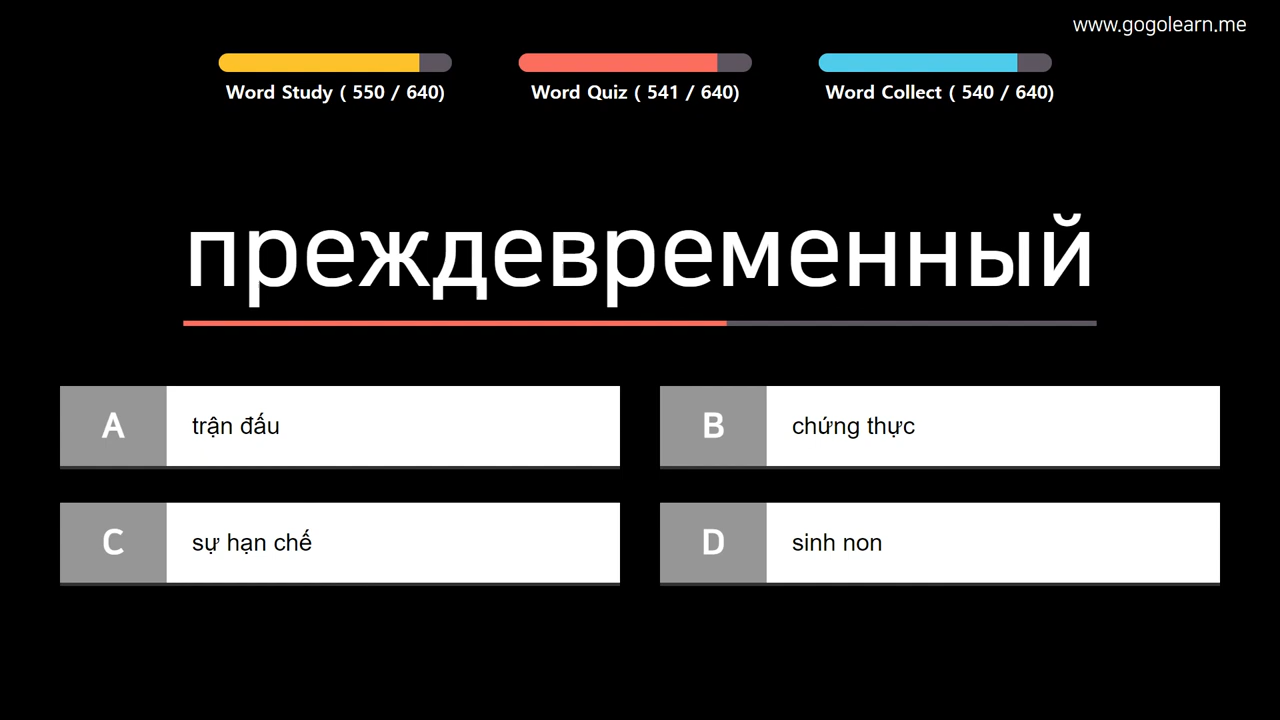 www.gogolearn.me
Word Study ( 550 / 640)
Word Quiz ( 541 / 640)
Word Collect ( 540 / 640)
преждевременный
A trận đấu
B chứng thực
C sự hạn chế
D sinh non